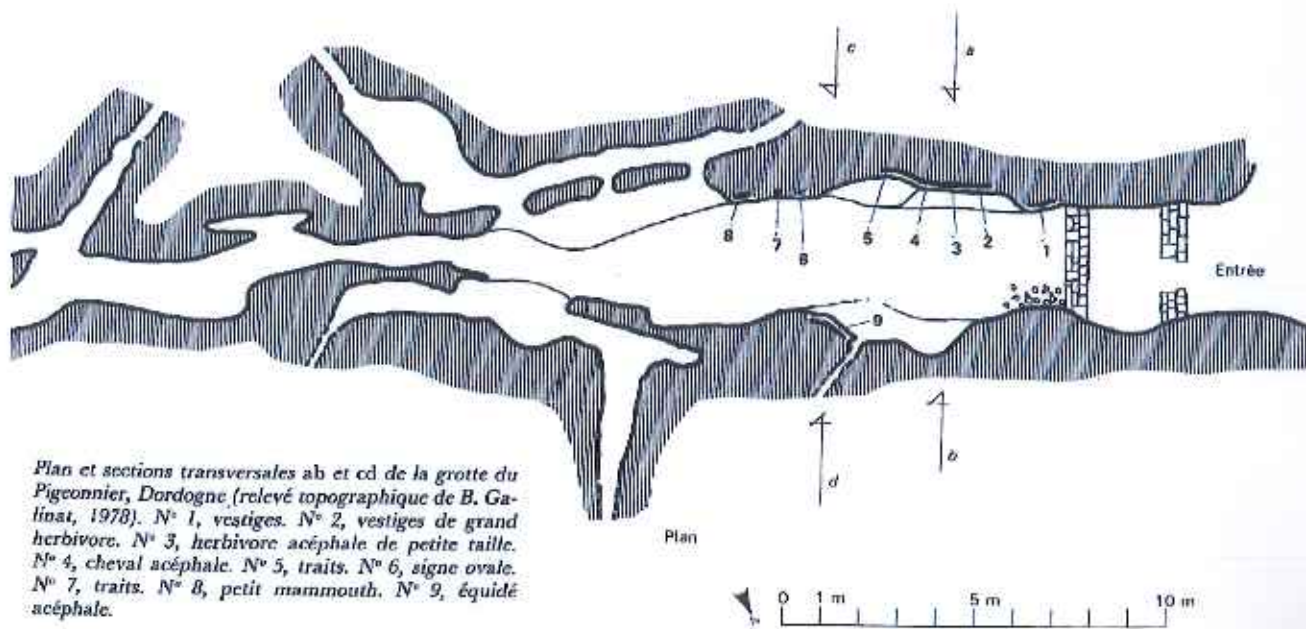 c
a
8
7
6
5
4
3
2
1
Entrée
9
d
b
Plan et sections transversales ab et cd de la grotte du
Pigeonnier, Dordogne (relevé topographique de B. Ga-
linat, 1978). N° 1, vestiges. N° 2, vestiges de grand
herbivore. N° 3, herbivore acéphale de petite taille.
N° 4, cheval acéphale. N° 5, traits. N° 6, signe ovale.
N° 7, traits. N° 8, petit mammouth. N° 9, équidé
acéphale.
Plan
0 1 m 5 m 10 m